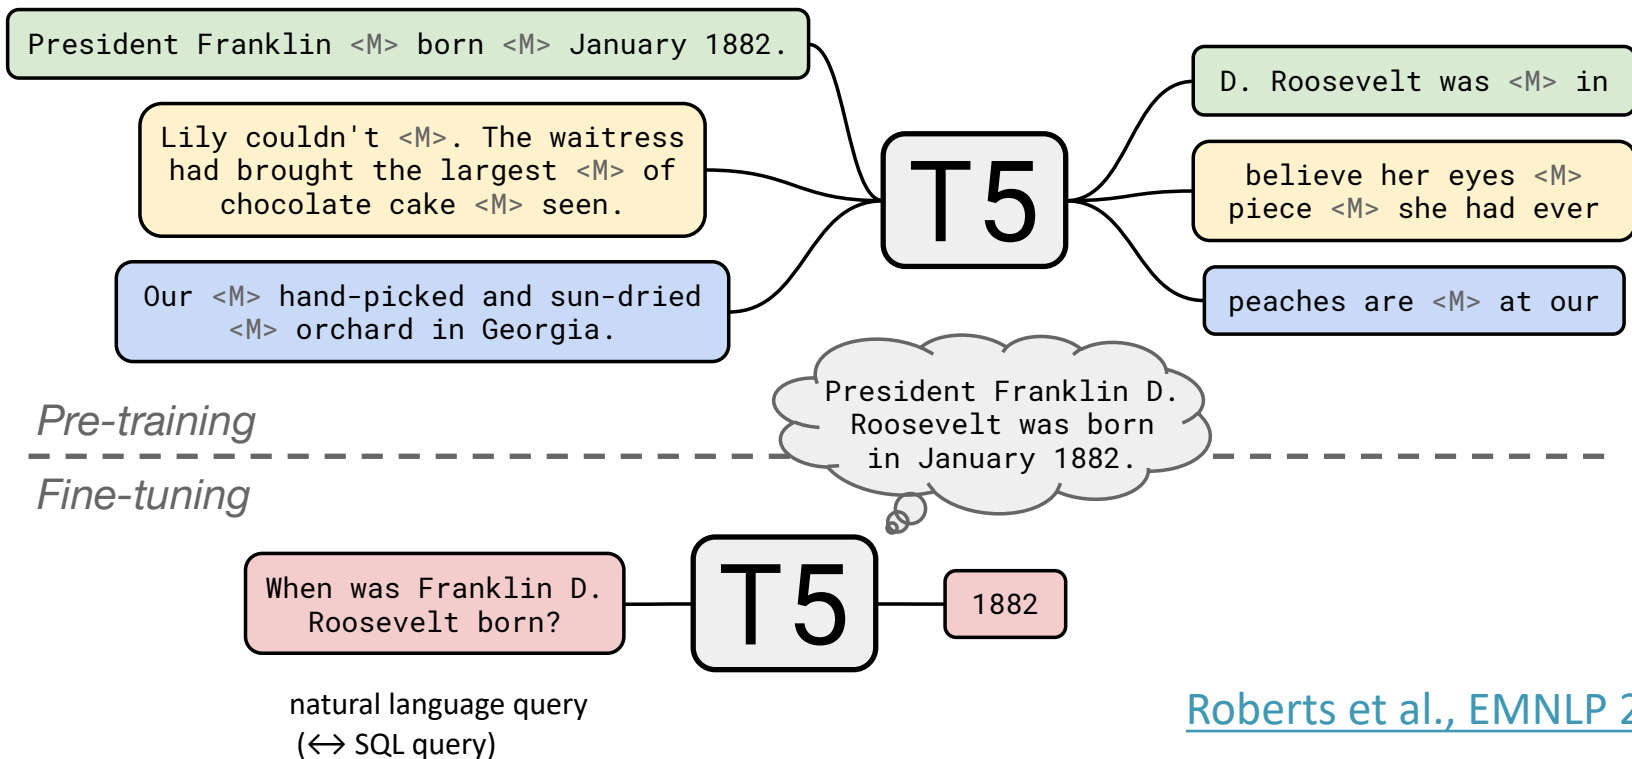 President Franklin <M> born <M> January 1882.
D. Roosevelt was <M> in
Lily couldn't <M>. The waitress
had brought the largest <M> of
chocolate cake <M> seen.
T5
believe her eyes <M>
piece <M> she had ever
Our <M> hand-picked and sun-dried
<M> orchard in Georgia.
peaches are <M> at our
President Franklin D.
Roosevelt was born
in January 1882.
Pre-training
Fine-tuning
When was Franklin D.
Roosevelt born?
T5
1882
natural language query
(↔ SQL query)
Roberts et al., EMNLP 2